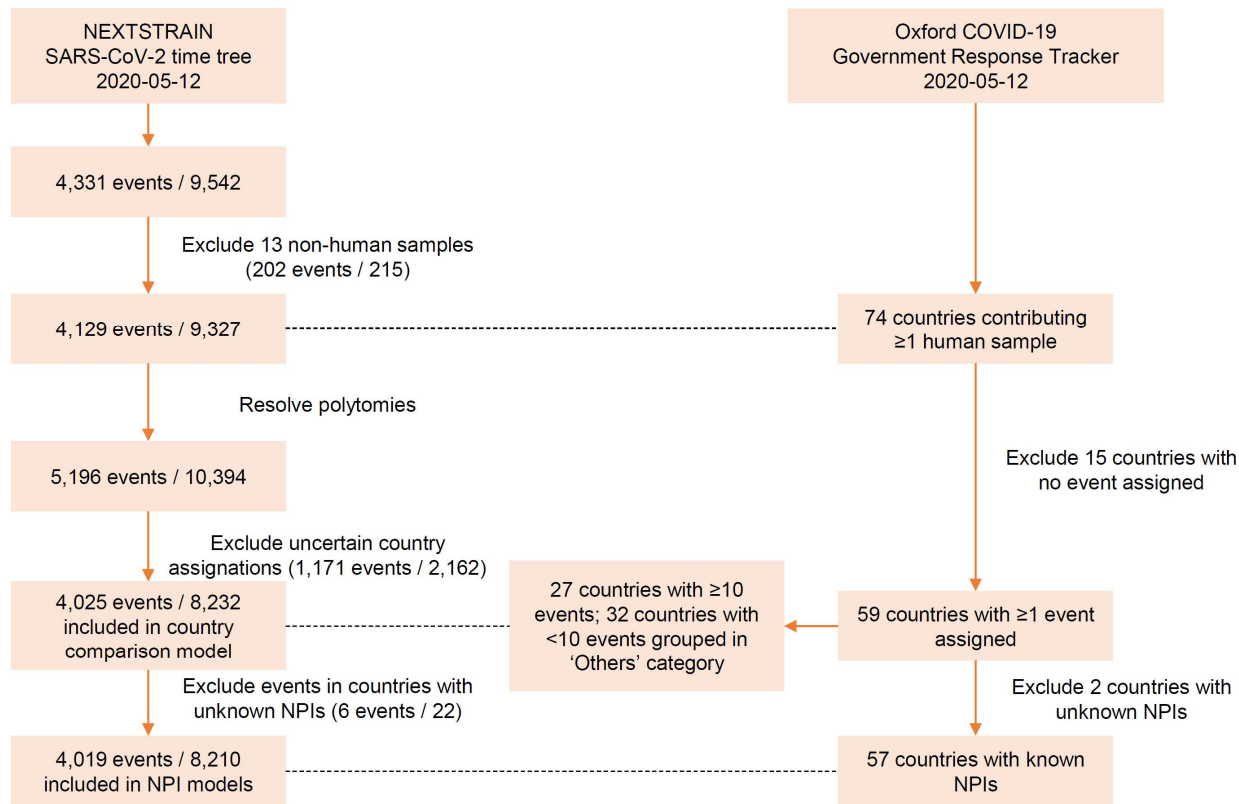 NEXTSTRAIN
SARS-CoV-2 time tree
2020-05-12
Oxford COVID-19
Government Response Tracker
2020-05-12
4,331 events / 9,542
Exclude 13 non-human samples
(202 events / 215)
4,129 events / 9,327
74 countries contributing
≥1 human sample
Resolve polytomies
5,196 events / 10,394
Exclude 15 countries with
no event assigned
Exclude uncertain country
assignations (1,171 events / 2,162)
4,025 events / 8,232
included in country
comparison model
27 countries with ≥10
events; 32 countries with
<10 events grouped in
‘Others’ category
59 countries with ≥1 event
assigned
Exclude events in countries with
unknown NPIs (6 events / 22)
Exclude 2 countries with
unknown NPIs
4,019 events / 8,210
included in NPI models
57 countries with known
NPIs